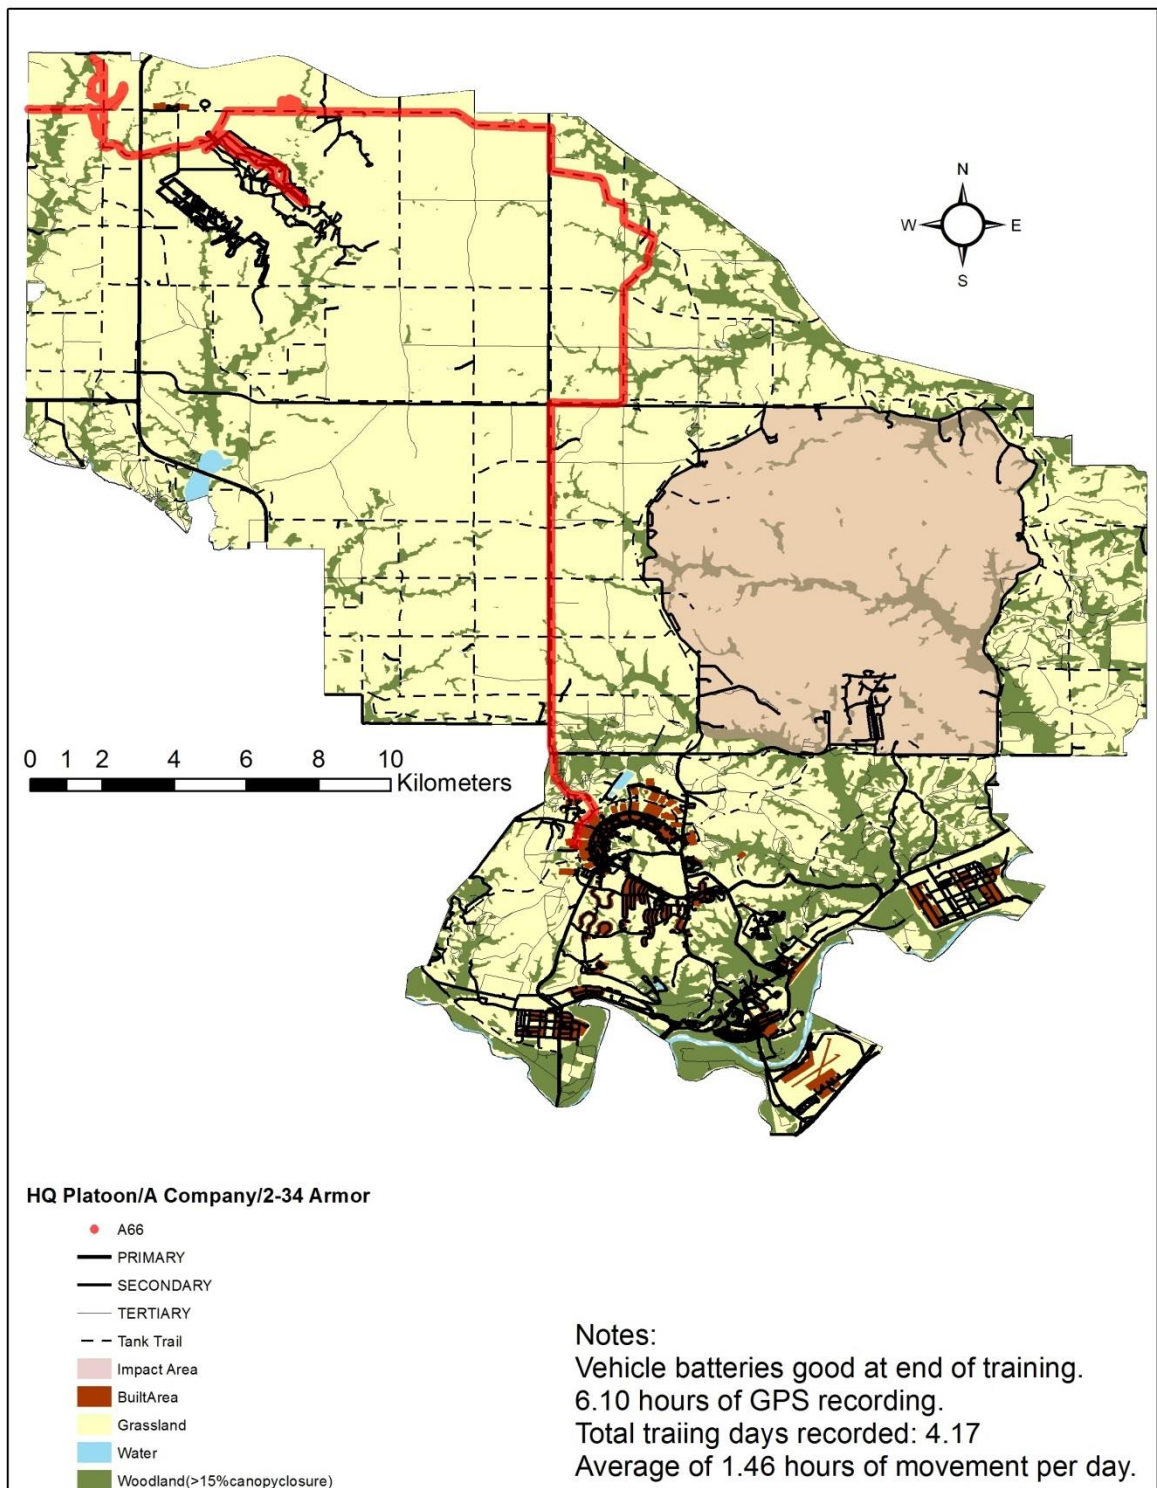 N
W E
S
0 1 2 4 6 8 10
Kilometers
HQ Platoon/A Company/2-34 Armor
A66
PRIMARY
SECONDARY
TERTIARY
Tank Trail
Impact Area
BuiltArea
Grassland
Water
Woodland(>15%canopyclosure)
Notes:
Vehicle batteries good at end of training.
6.10 hours of GPS recording.
Total traiing days recorded: 4.17
Average of 1.46 hours of movement per day.